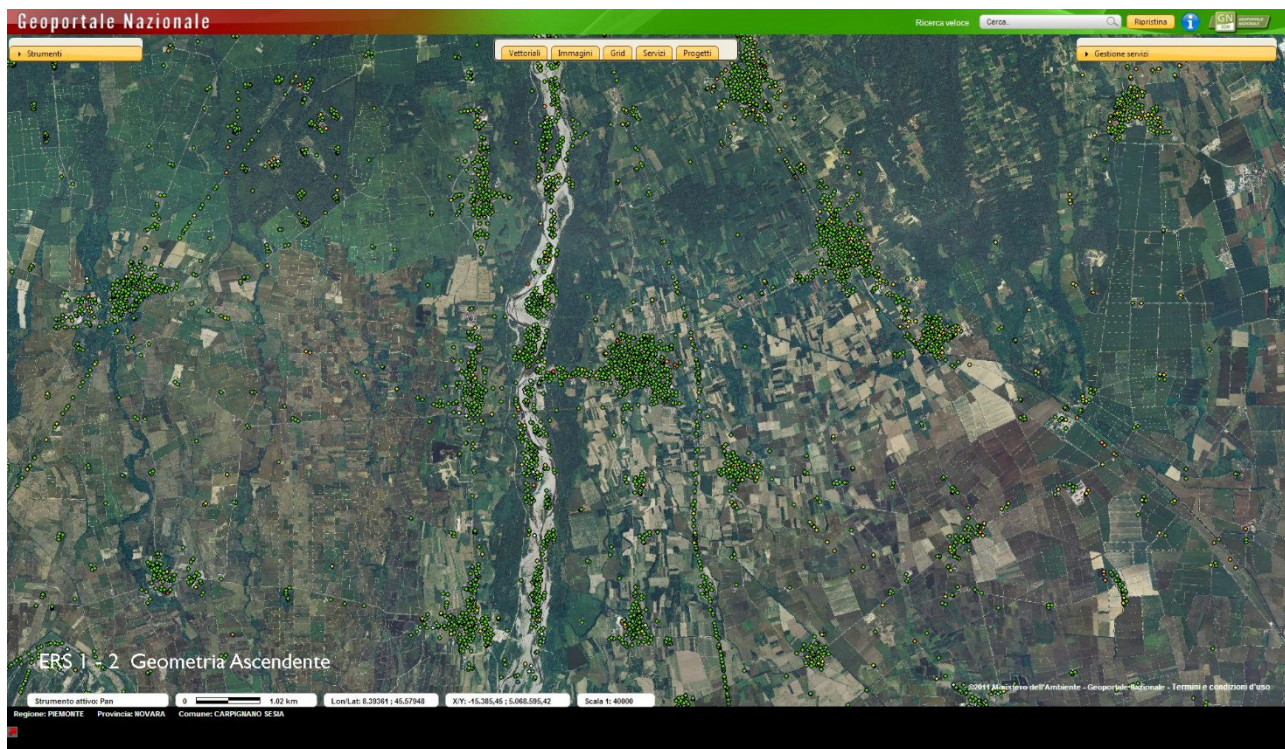 Geoportale Nazionale
Ricerca veloce
Cerca..
Ripristina
GN
GEOPORTALE
NAZIONALE
Strumenti
Vettoriali
Immagini
Grid
Servizi
Progetti
Gestione servizi
ERS 1 - 2 Geometria Ascendente
©2011 Ministero dell'Ambiente - Geoportale Nazionale - Termini e condizioni d'uso
Strumento attivo: Pan
0 1.02 km
Lon/Lat: 8.39361 ; 45.57948
X/Y: -15.385,45 ; 5.068.595,42
Scala 1: 40000
Regione: PIEMONTE Provincia: NOVARA Comune: CARPIGNANO SESIA